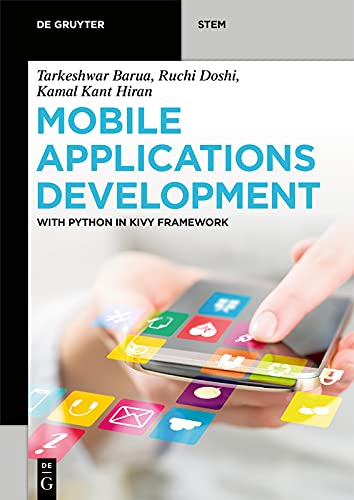 DE GRUYTER STEM
Tarkeshwar Barua, Ruchi Doshi,
Kamal Kant Hiran
MOBILE
APPLICATIONS
DEVELOPMENT
WITH PYTHON IN KIVY FRAMEWORK
DE
G